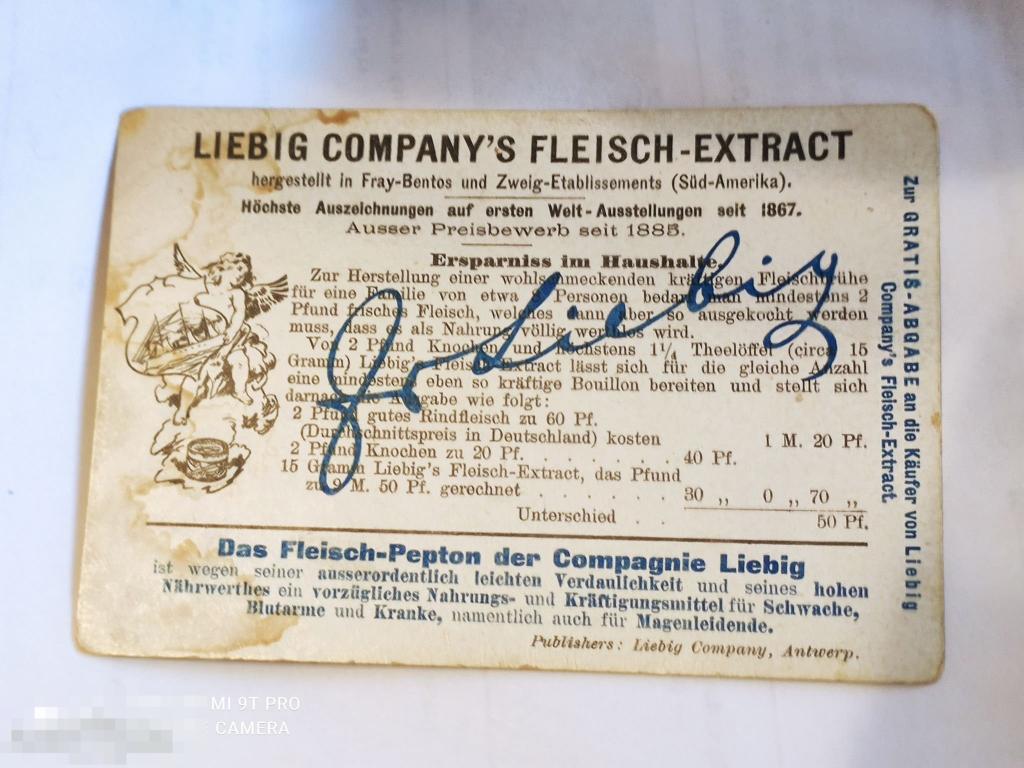 LIEBIG COMPANY'S FLEISCH-EXTRACT
hergestellt in Fray-Bentos und Zweig-Etablissements (Süd-Amerika).
Höchste Auszeichnungen auf ersten Welt-Ausstellungen seit 1867.
Ausser Preisbewerb seit 1885.
Ersparniss im Haushalte.
Zur Herstellung einer wohlschmeckenden kräftigen Fleischbrühe
für eine Familie von etwa 8 Personen bedarf man mindestens 2
Pfund frisches Fleisch, welches dann aber so ausgekocht werden
muss, dass es als Nahrung völlig werthlos wird.
Von 2 Pfund Knochen und höchstens 1¼ Theelöffel (circa 15
Gramm) Liebig's Fleisch-Extract lässt sich für die gleiche Anzahl
eine mindestens eben so kräftige Bouillon bereiten und stellt sich
darnach die Ausgabe wie folgt:
2 Pfund gutes Rindfleisch zu 60 Pf.
(Durchschnittspreis in Deutschland) kosten 1 M. 20 Pf.
2 Pfund Knochen zu 20 Pf. . . . . . . 40 Pf.
15 Gramm Liebig's Fleisch-Extract, das Pfund
zu 9 M. 50 Pf. gerechnet . . . . . . 30 „ 0 „ 70 „
Unterschied . . 50 Pf.
Das Fleisch-Pepton der Compagnie Liebig
ist wegen seiner ausserordentlich leichten Verdaulichkeit und seines hohen
Nährwerthes ein vorzügliches Nahrungs- und Kräftigungsmittel für Schwache,
Blutarme und Kranke, namentlich auch für Magenleidende.
Publishers: Liebig Company, Antwerp.
Zur GRATIS-ABGABE an die Käufer von Liebig
Company's Fleisch-Extract.
Liebig
MI 9T PRO
CAMERA